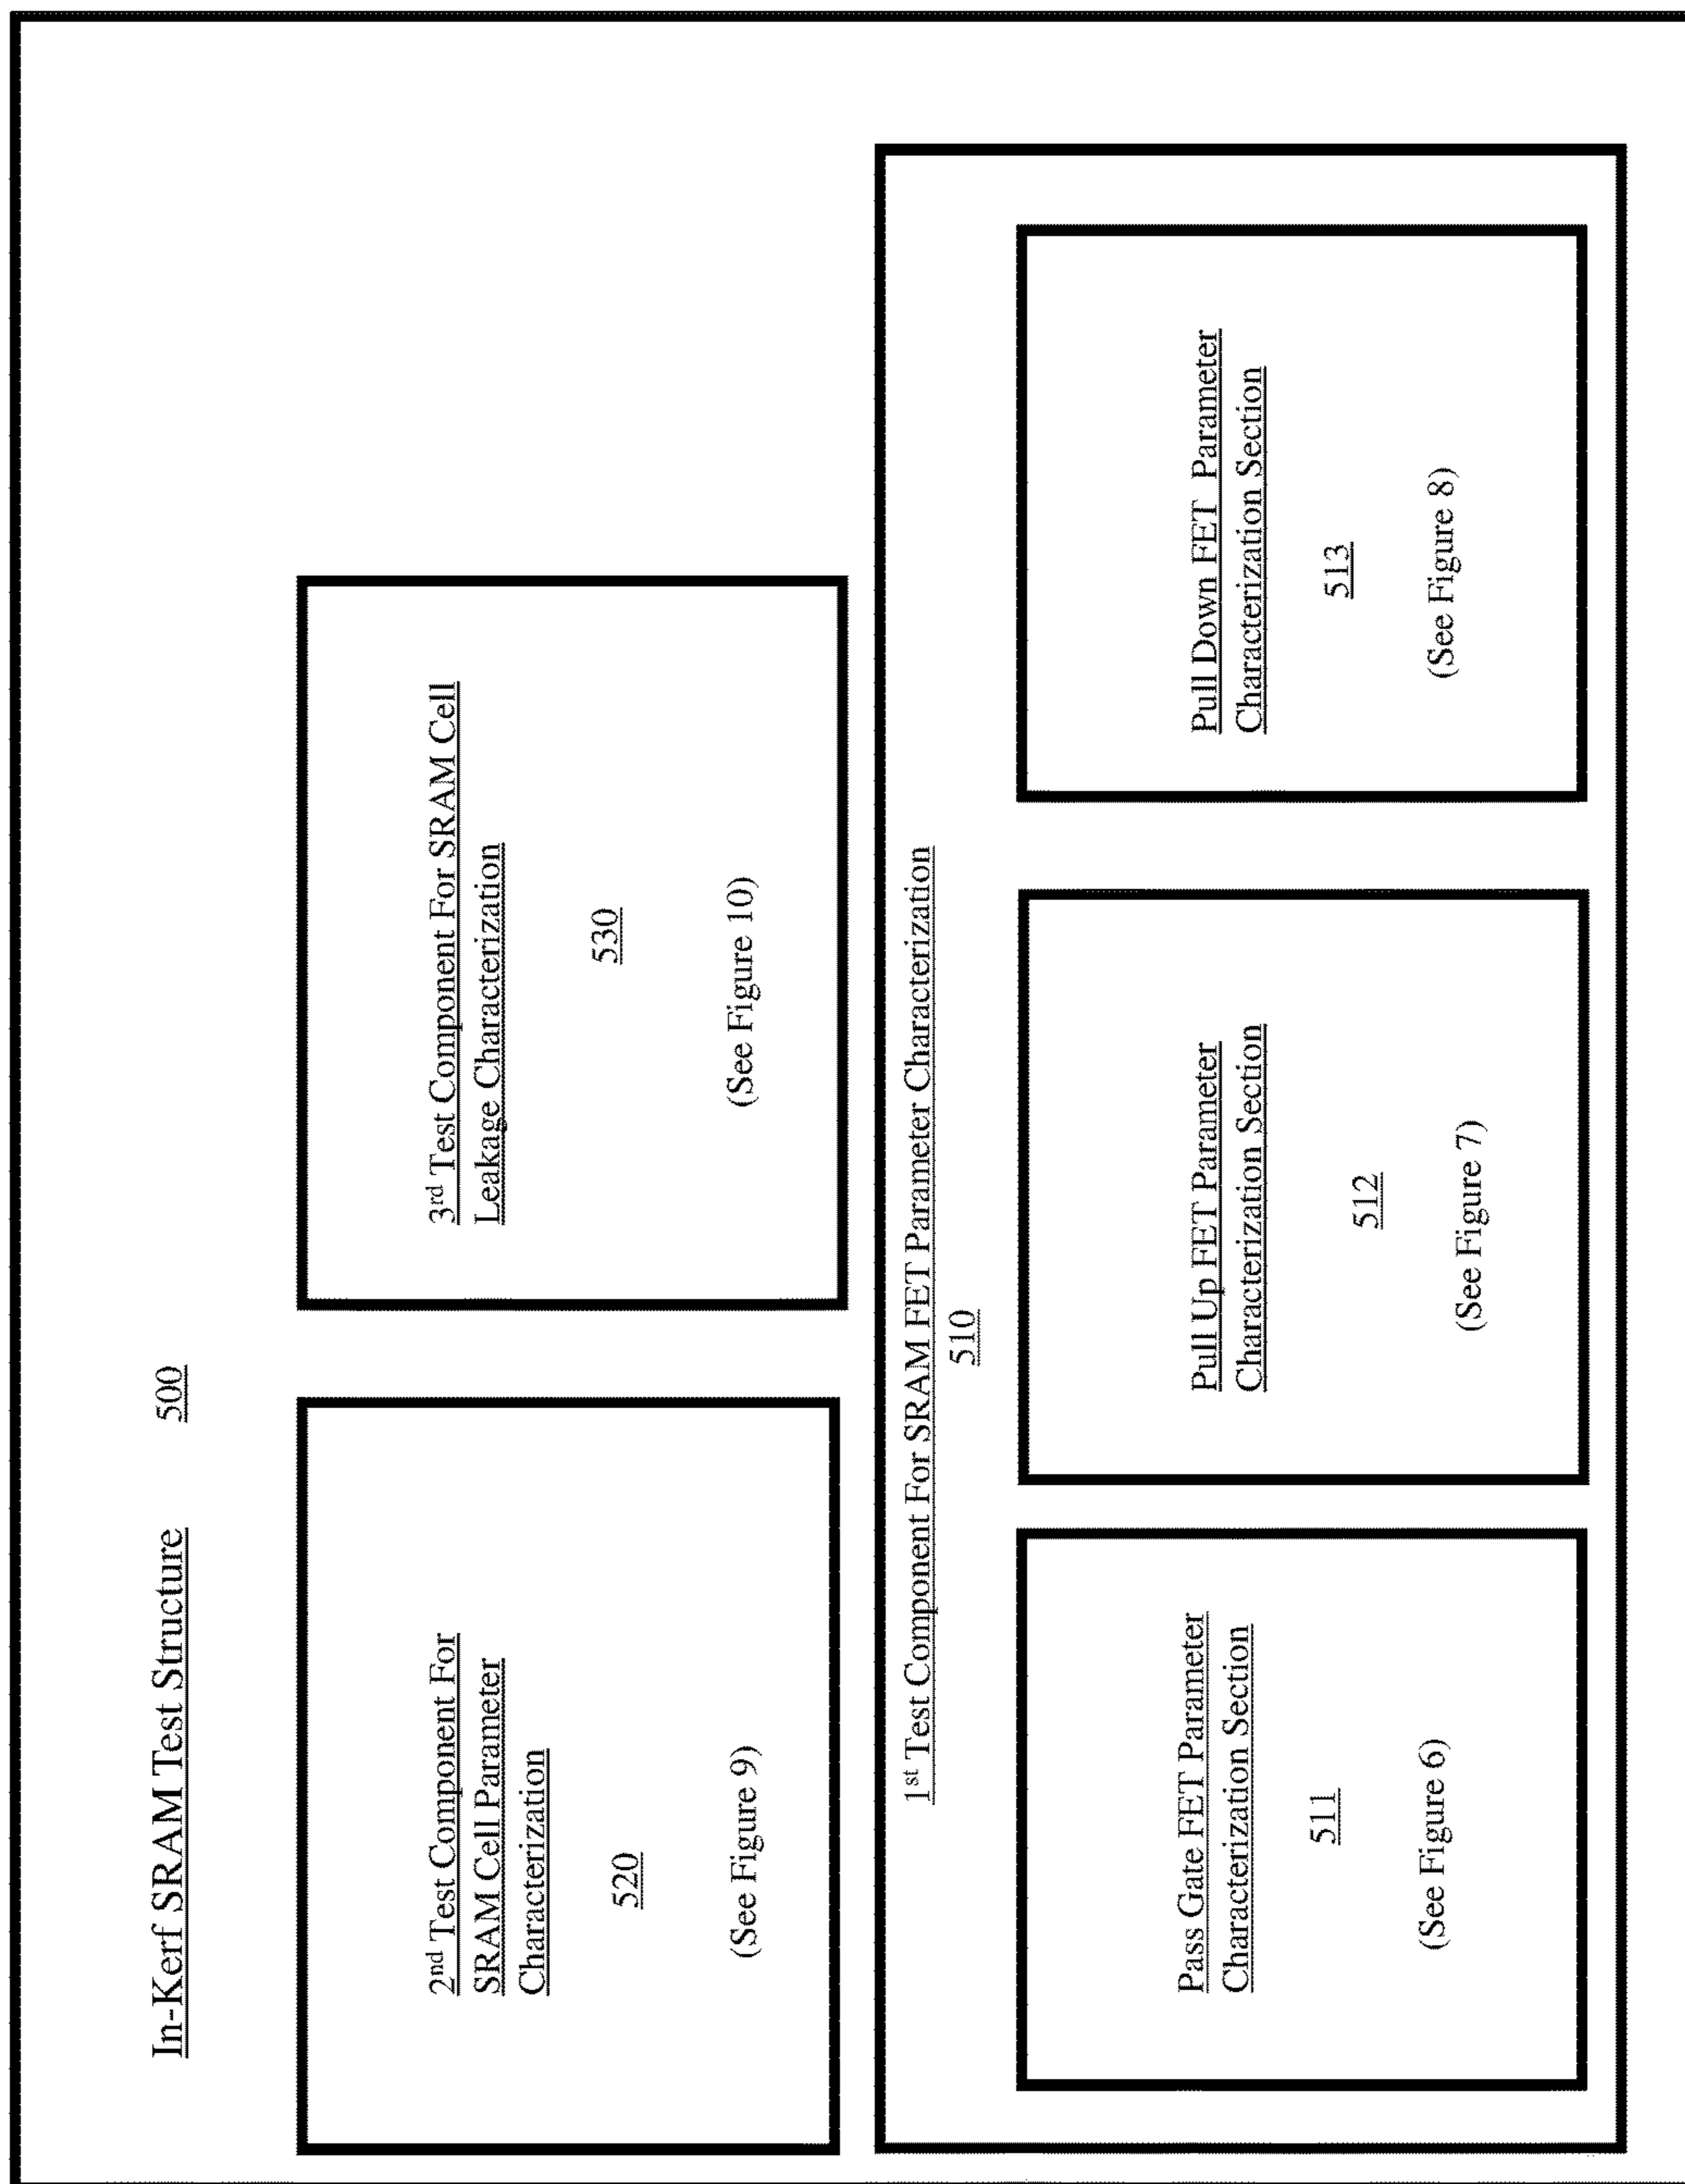 In-Kerf SRAM Test Structure 500
2nd Test Component For
SRAM Cell Parameter
Characterization
520
(See Figure 9)
3rd Test Component For SRAM Cell
Leakage Characterization
530
(See Figure 10)
1st Test Component For SRAM FET Parameter Characterization
510
Pass Gate FET Parameter
Characterization Section
511
(See Figure 6)
Pull Up FET Parameter
Characterization Section
512
(See Figure 7)
Pull Down FET Parameter
Characterization Section
513
(See Figure 8)